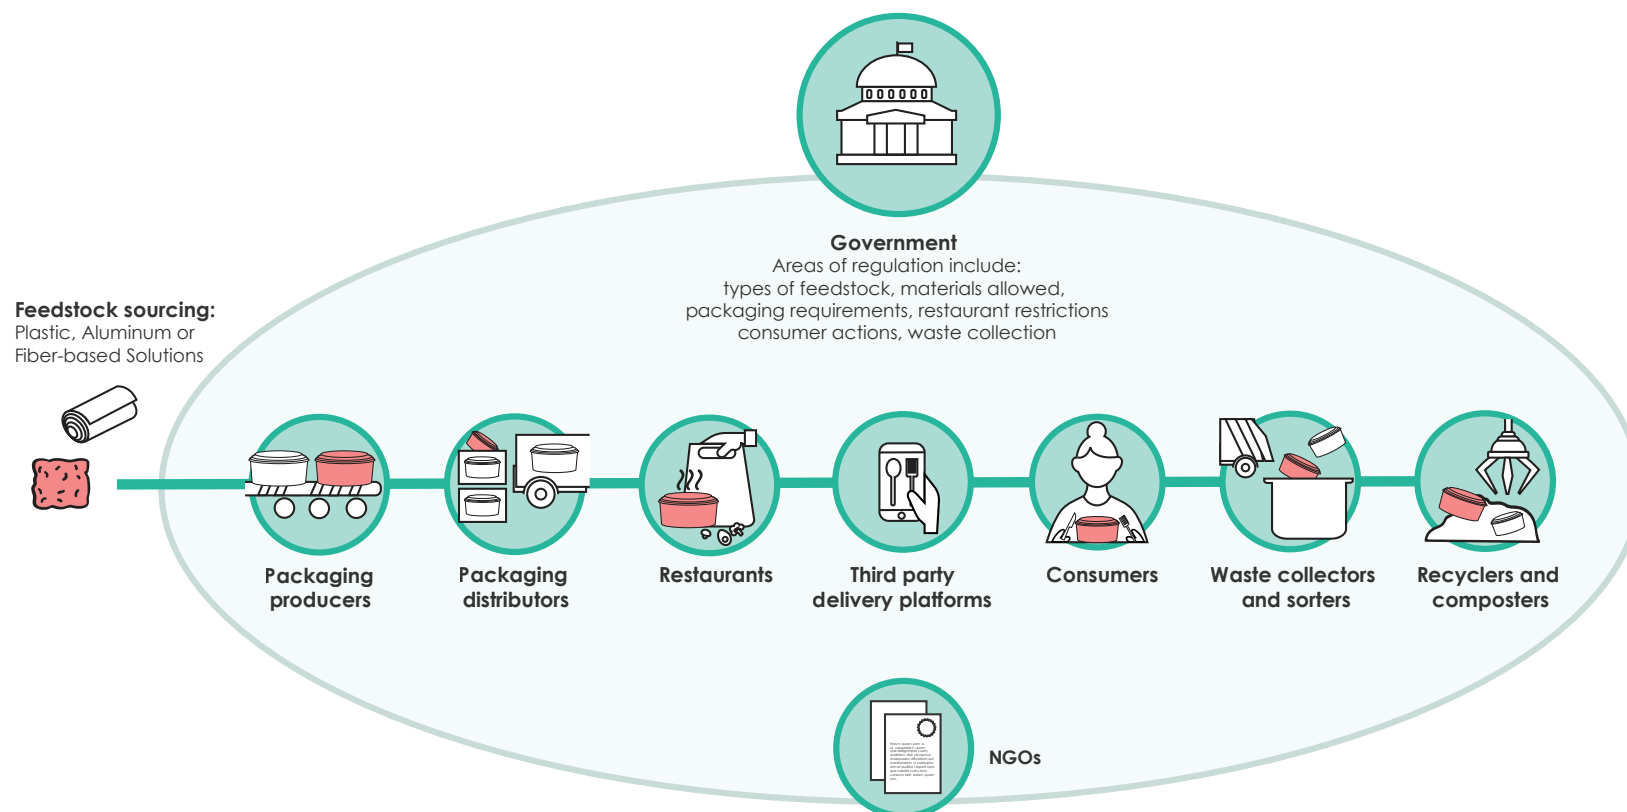 Government
Areas of regulation include:
types of feedstock, materials allowed,
packaging requirements, restaurant restrictions
consumer actions, waste collection
Feedstock sourcing:
Plastic, Aluminum or
Fiber-based Solutions
Packaging
producers
Packaging
distributors
Restaurants
Third party
delivery platforms
Consumers
Waste collectors
and sorters
Recyclers and
composters
NGOs